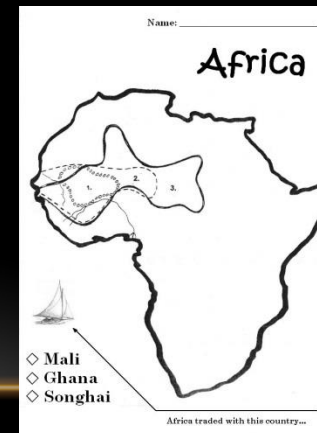 Name:
Africa
1.
2.
3.
◇ Mali
◇ Ghana
◇ Songhai
Africa traded with this country...